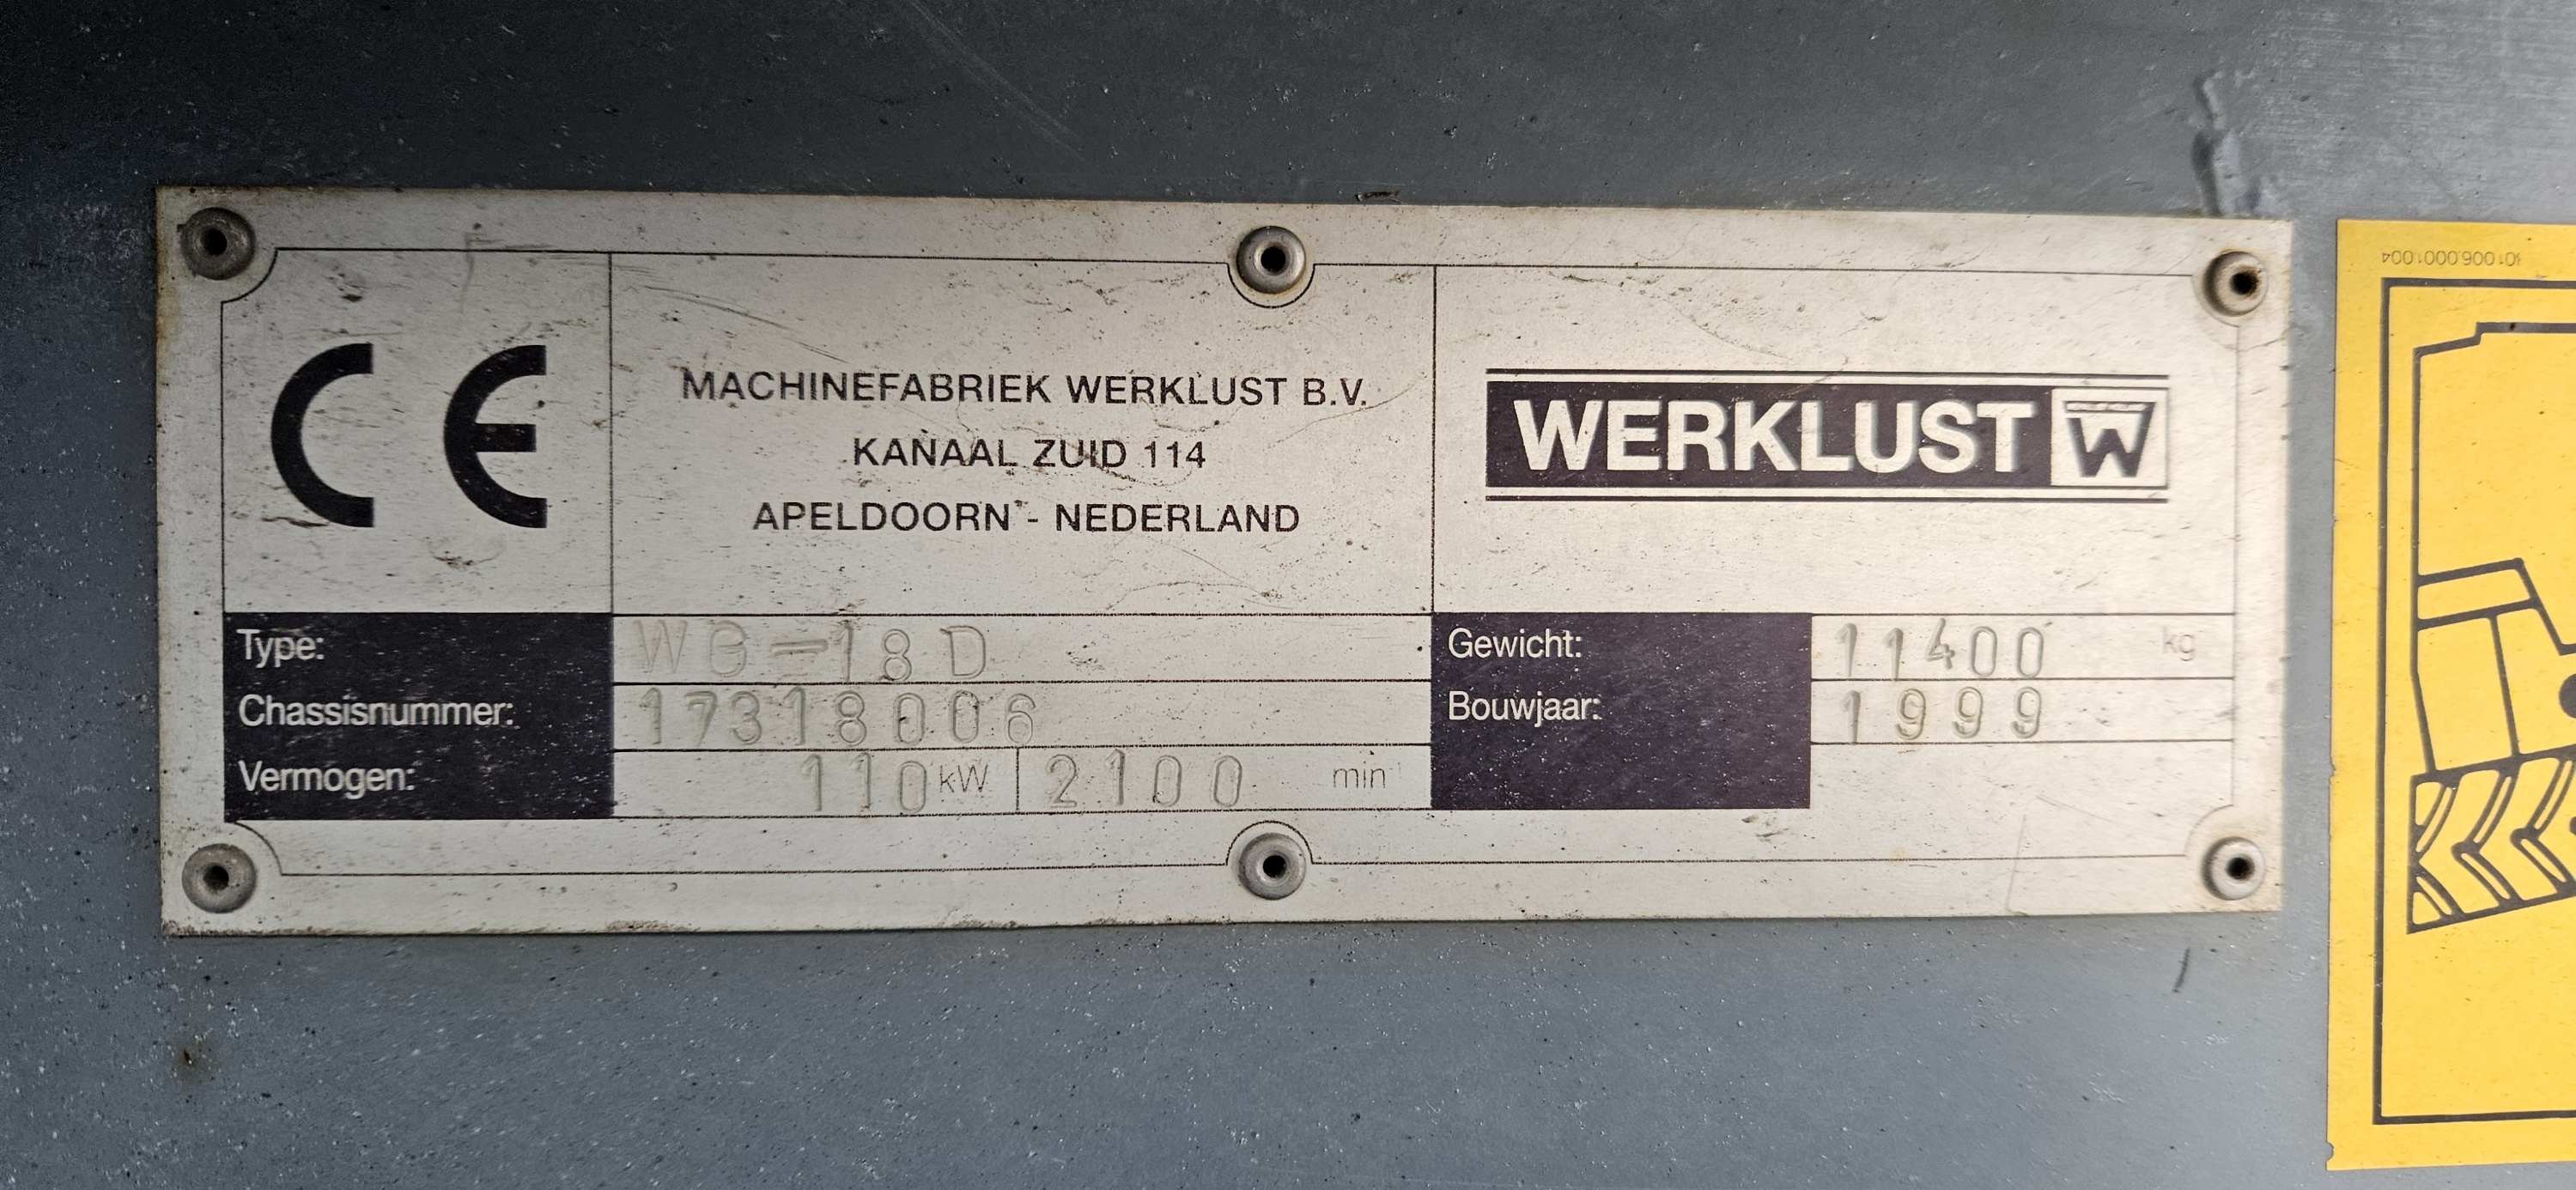 CE
MACHINEFABRIEK WERKLUST B.V.
KANAAL ZUID 114
APELDOORN - NEDERLAND
WERKLUST W
Type: WG-18D
Chassisnummer: 17318006
Vermogen: 110 kW 2100 min
Gewicht: 11400 kg
Bouwjaar: 1999